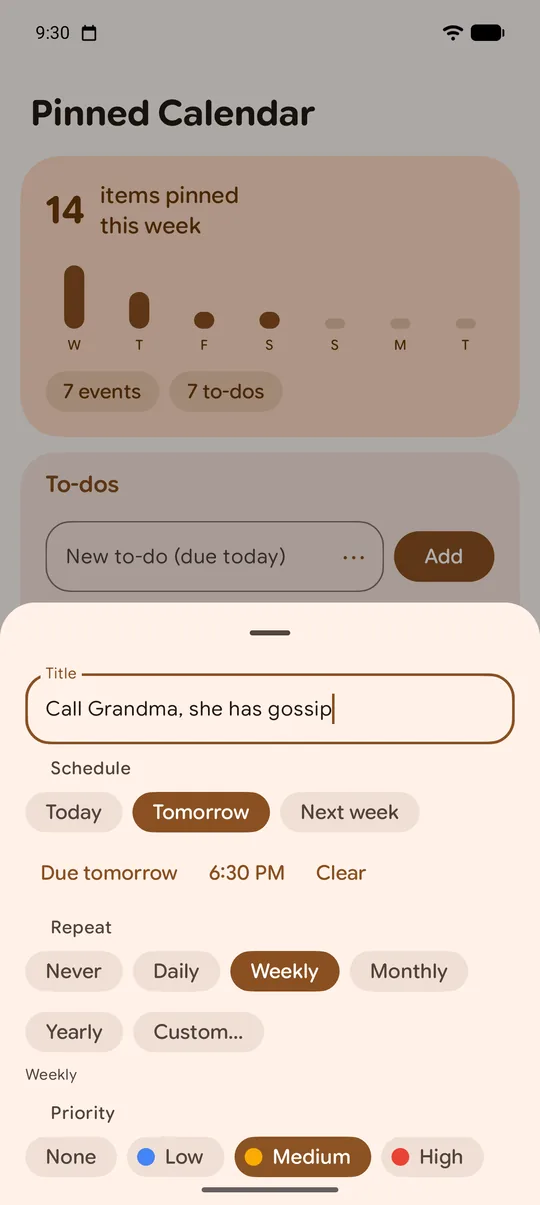 9:30
Pinned Calendar
14 items pinned
this week
W T F S S M T
7 events 7 to-dos
To-dos
New to-do (due today) ... Add
Title
Call Grandma, she has gossip
Schedule
Today Tomorrow Next week
Due tomorrow 6:30 PM Clear
Repeat
Never Daily Weekly Monthly
Yearly Custom...
Weekly
Priority
None Low Medium High